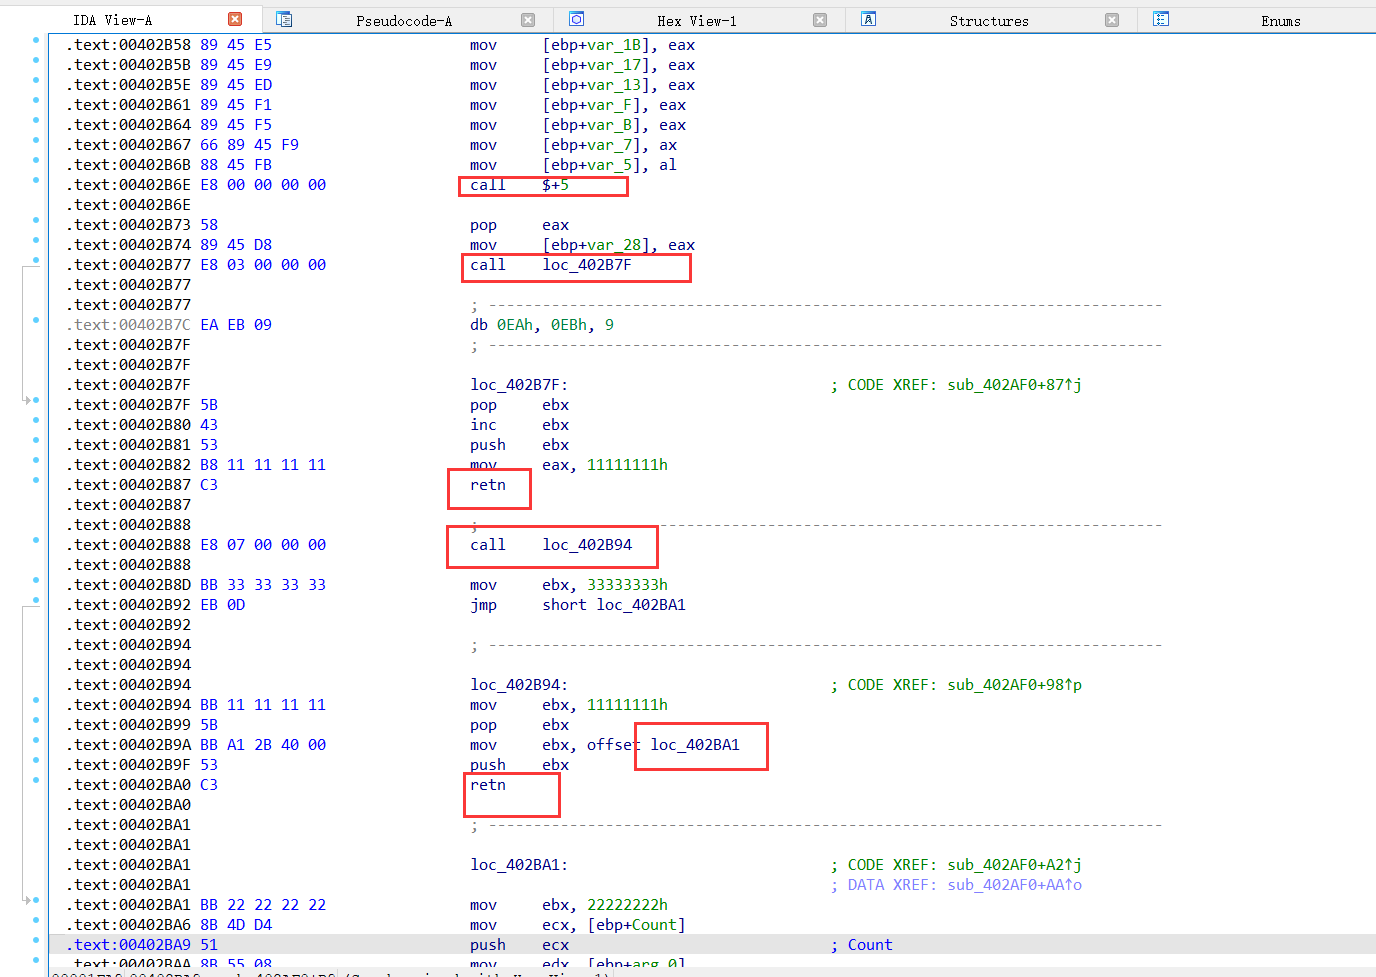 IDA View-A Pseudocode-A Hex View-1 Structures Enums
.text:00402B58 89 45 E5 mov [ebp+var_1B], eax
.text:00402B5B 89 45 E9 mov [ebp+var_17], eax
.text:00402B5E 89 45 ED mov [ebp+var_13], eax
.text:00402B61 89 45 F1 mov [ebp+var_F], eax
.text:00402B64 89 45 F5 mov [ebp+var_B], eax
.text:00402B67 66 89 45 F9 mov [ebp+var_7], ax
.text:00402B6B 88 45 FB mov [ebp+var_5], al
.text:00402B6E E8 00 00 00 00 call $+5
.text:00402B6E
.text:00402B73 58 pop eax
.text:00402B74 89 45 D8 mov [ebp+var_28], eax
.text:00402B77 E8 03 00 00 00 call loc_402B7F
.text:00402B77
.text:00402B77 ; ---------------------------------------------------------------------------
.text:00402B7C EA EB 09 db 0EAh, 0EBh, 9
.text:00402B7F ; ---------------------------------------------------------------------------
.text:00402B7F
.text:00402B7F loc_402B7F: ; CODE XREF: sub_402AF0+87↑j
.text:00402B7F 5B pop ebx
.text:00402B80 43 inc ebx
.text:00402B81 53 push ebx
.text:00402B82 B8 11 11 11 11 mov eax, 11111111h
.text:00402B87 C3 retn
.text:00402B87
.text:00402B88 ; ---------------------------------------------------------------------------
.text:00402B88 E8 07 00 00 00 call loc_402B94
.text:00402B88
.text:00402B8D BB 33 33 33 33 mov ebx, 33333333h
.text:00402B92 EB 0D jmp short loc_402BA1
.text:00402B92
.text:00402B94 ; ---------------------------------------------------------------------------
.text:00402B94
.text:00402B94 loc_402B94: ; CODE XREF: sub_402AF0+98↑p
.text:00402B94 BB 11 11 11 11 mov ebx, 11111111h
.text:00402B99 5B pop ebx
.text:00402B9A BB A1 2B 40 00 mov ebx, offset loc_402BA1
.text:00402B9F 53 push ebx
.text:00402BA0 C3 retn
.text:00402BA0
.text:00402BA1 ; ---------------------------------------------------------------------------
.text:00402BA1
.text:00402BA1 loc_402BA1: ; CODE XREF: sub_402AF0+A2↑j
.text:00402BA1 ; DATA XREF: sub_402AF0+AA↑o
.text:00402BA1 BB 22 22 22 22 mov ebx, 22222222h
.text:00402BA6 8B 4D D4 mov ecx, [ebp+Count]
.text:00402BA9 51 push ecx ; Count
.text:00402BAA 8B 55 08 mov edx, [ebp+arg_0]